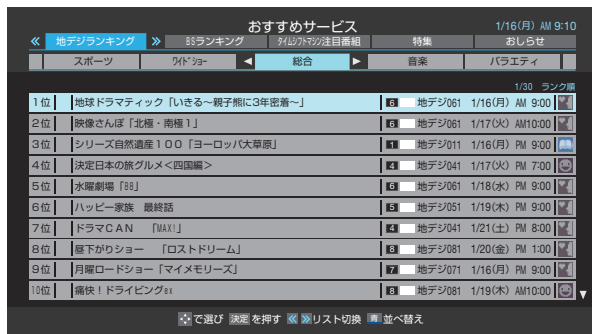 おすすめサービス 1/16(月) AM 9:10
≪ 地デジランキング ≫ BSランキング タイムシフトマシン注目番組 特集 おしらせ
スポーツ ワイドショー ◀ 総合 ▶ 音楽 バラエティ
1/30 ランク順
1位 地球ドラマティック「いきる～親子熊に3年密着～」 6 地デジ061 1/16(月) AM 9:00
2位 映像さんぽ「北極・南極1」 6 地デジ061 1/17(火) AM10:00
3位 シリーズ自然遺産100「ヨーロッパ大草原」 1 地デジ011 1/16(月) PM 9:00
4位 決定日本の旅グルメ<四国編> 4 地デジ041 1/17(火) PM 7:00
5位 水曜劇場「88」 6 地デジ061 1/18(水) PM 9:00
6位 ハッピー家族 最終話 5 地デジ051 1/19(木) PM 9:00
7位 ドラマCAN 「MAX!」 4 地デジ041 1/21(土) PM 8:00
8位 昼下がりショー 「ロストドリーム」 8 地デジ081 1/20(金) PM 1:00
9位 月曜ロードショー「マイメモリーズ」 7 地デジ071 1/16(月) PM 9:00
10位 痛快!ドライビングex 8 地デジ081 1/19(木) AM10:00 ▼
で選び 決定 を押す ≪ ≫ リスト切換 青 並べ替え